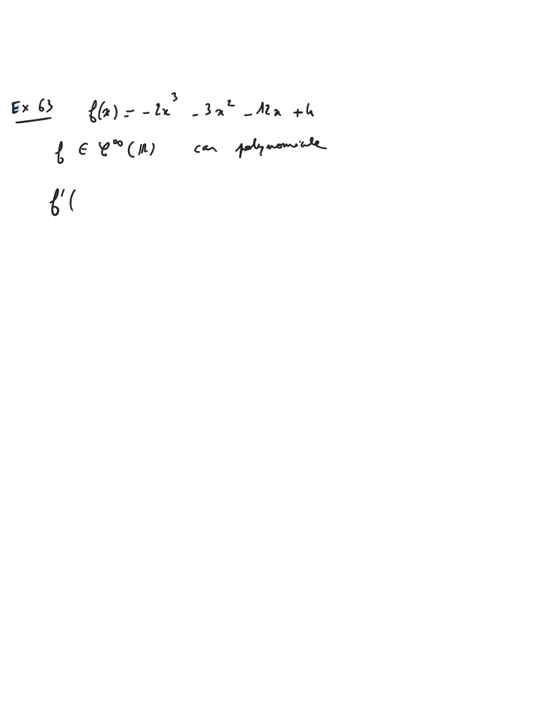 Ex 63 f(x) = -2x³ - 3x² - 12x + 4
f ∈ C^∞(ℝ) car polynomiale
f'(